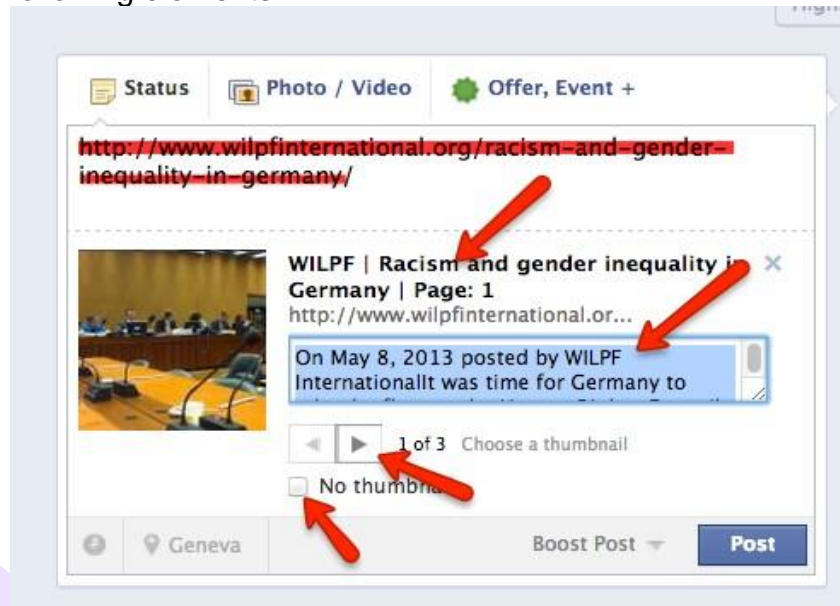 Status Photo / Video Offer, Event +
http://www.wilpfinternational.org/racism-and-gender-
inequality-in-germany/
WILPF | Racism and gender inequality in
Germany | Page: 1
http://www.wilpfinternational.or...
On May 8, 2013 posted by WILPF
InternationalIt was time for Germany to
1 of 3 Choose a thumbnail
No thumbnail
Geneva Boost Post Post